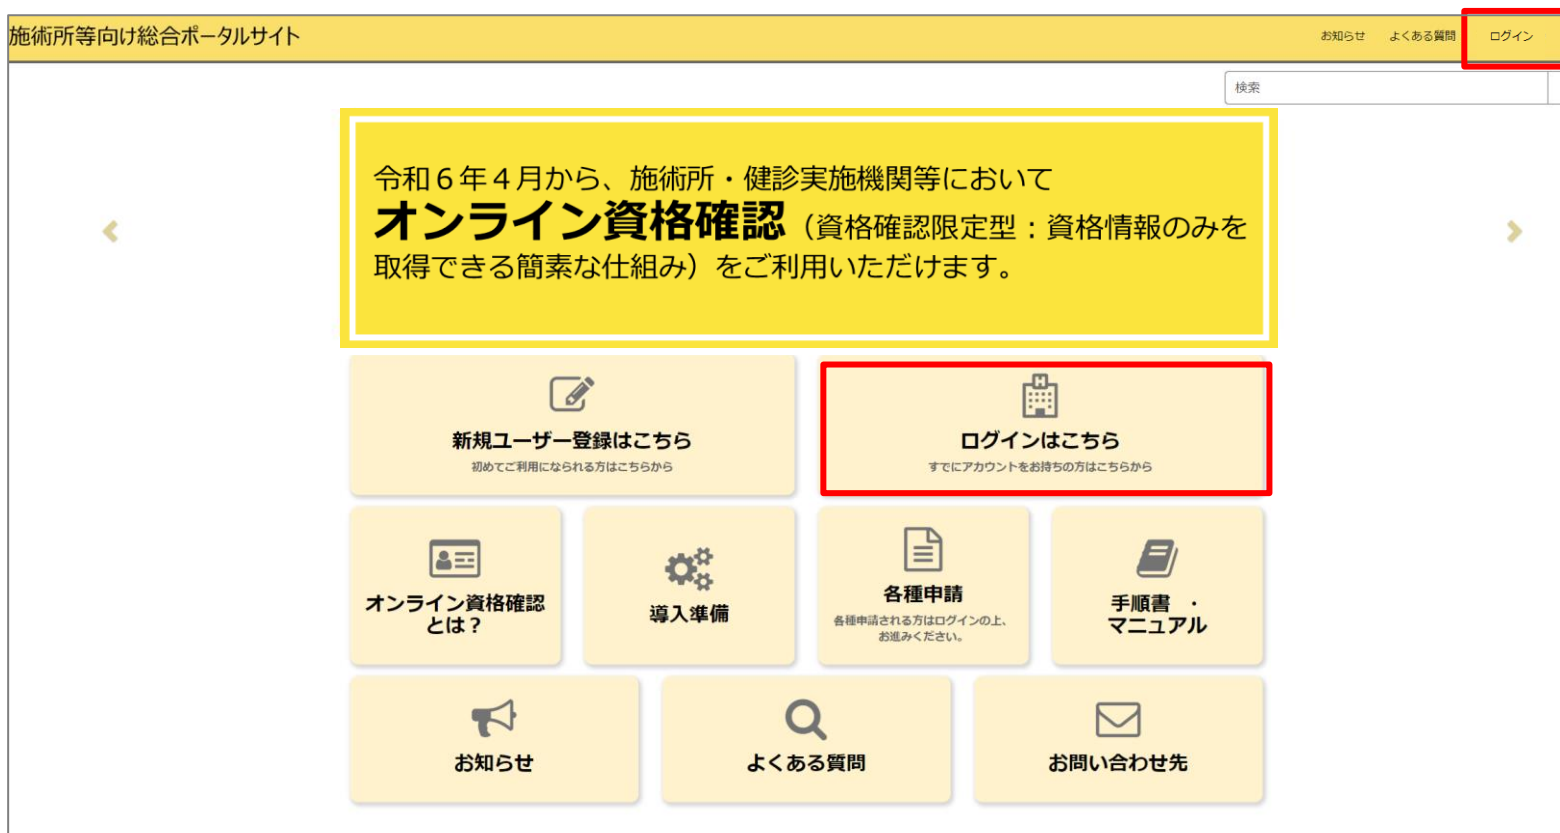 施術所等向け総合ポータルサイト
お知らせ よくある質問 ログイン
検索
令和６年４月から、施術所・健診実施機関等において
オンライン資格確認（資格確認限定型：資格情報のみを
取得できる簡素な仕組み）をご利用いただけます。
新規ユーザー登録はこちら
初めてご利用になられる方はこちらから
ログインはこちら
すでにアカウントをお持ちの方はこちらから
オンライン資格確認
とは？
導入準備
各種申請
各種申請される方はログインの上、
お進みください。
手順書 ・
マニュアル
お知らせ
よくある質問
お問い合わせ先